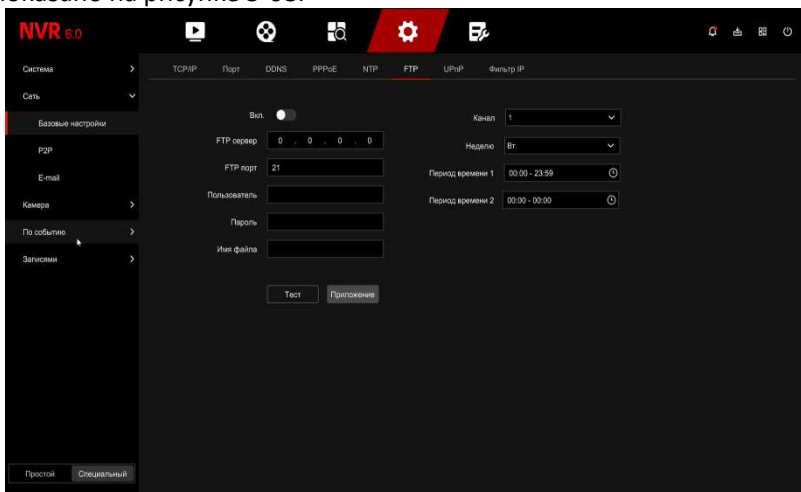 показано на рисунке 3-63.
NVR 6.0
Система
TCP/IP Порт DDNS PPPoE NTP FTP UPnP Фильтр IP
Сеть
Базовые настройки
P2P
E-mail
Камера
По событию
Записями
Вкл.
FTP сервер 0 . 0 . 0 . 0
FTP порт 21
Пользователь
Пароль
Имя файла
Тест Приложение
Канал 1
Неделю Вт.
Период времени 1 00:00 - 23:59
Период времени 2 00:00 - 00:00
Простой Специальный